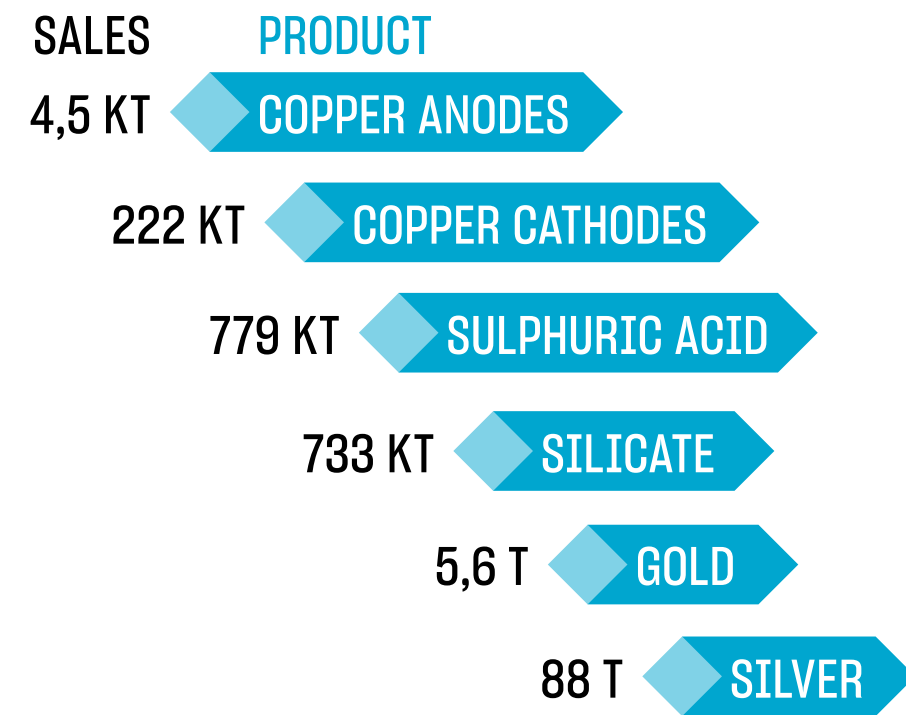 SALES PRODUCT
4,5 KT COPPER ANODES
222 KT COPPER CATHODES
779 KT SULPHURIC ACID
733 KT SILICATE
5,6 T GOLD
88 T SILVER